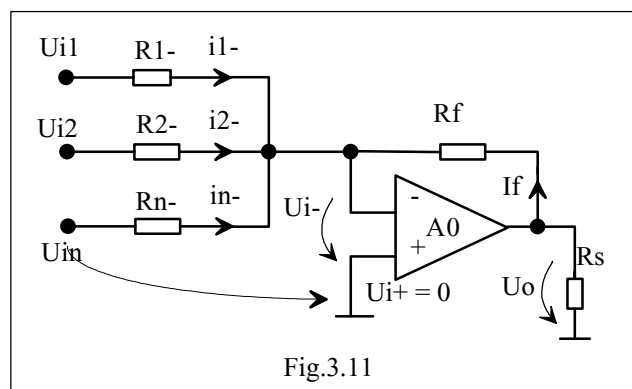 Ui1
R1-
i1-
Ui2
R2-
i2-
Rf
Rn-
in-
Uin
Ui-
-
A0
+
If
Ui+ = 0
Uo
Rs
Fig.3.11